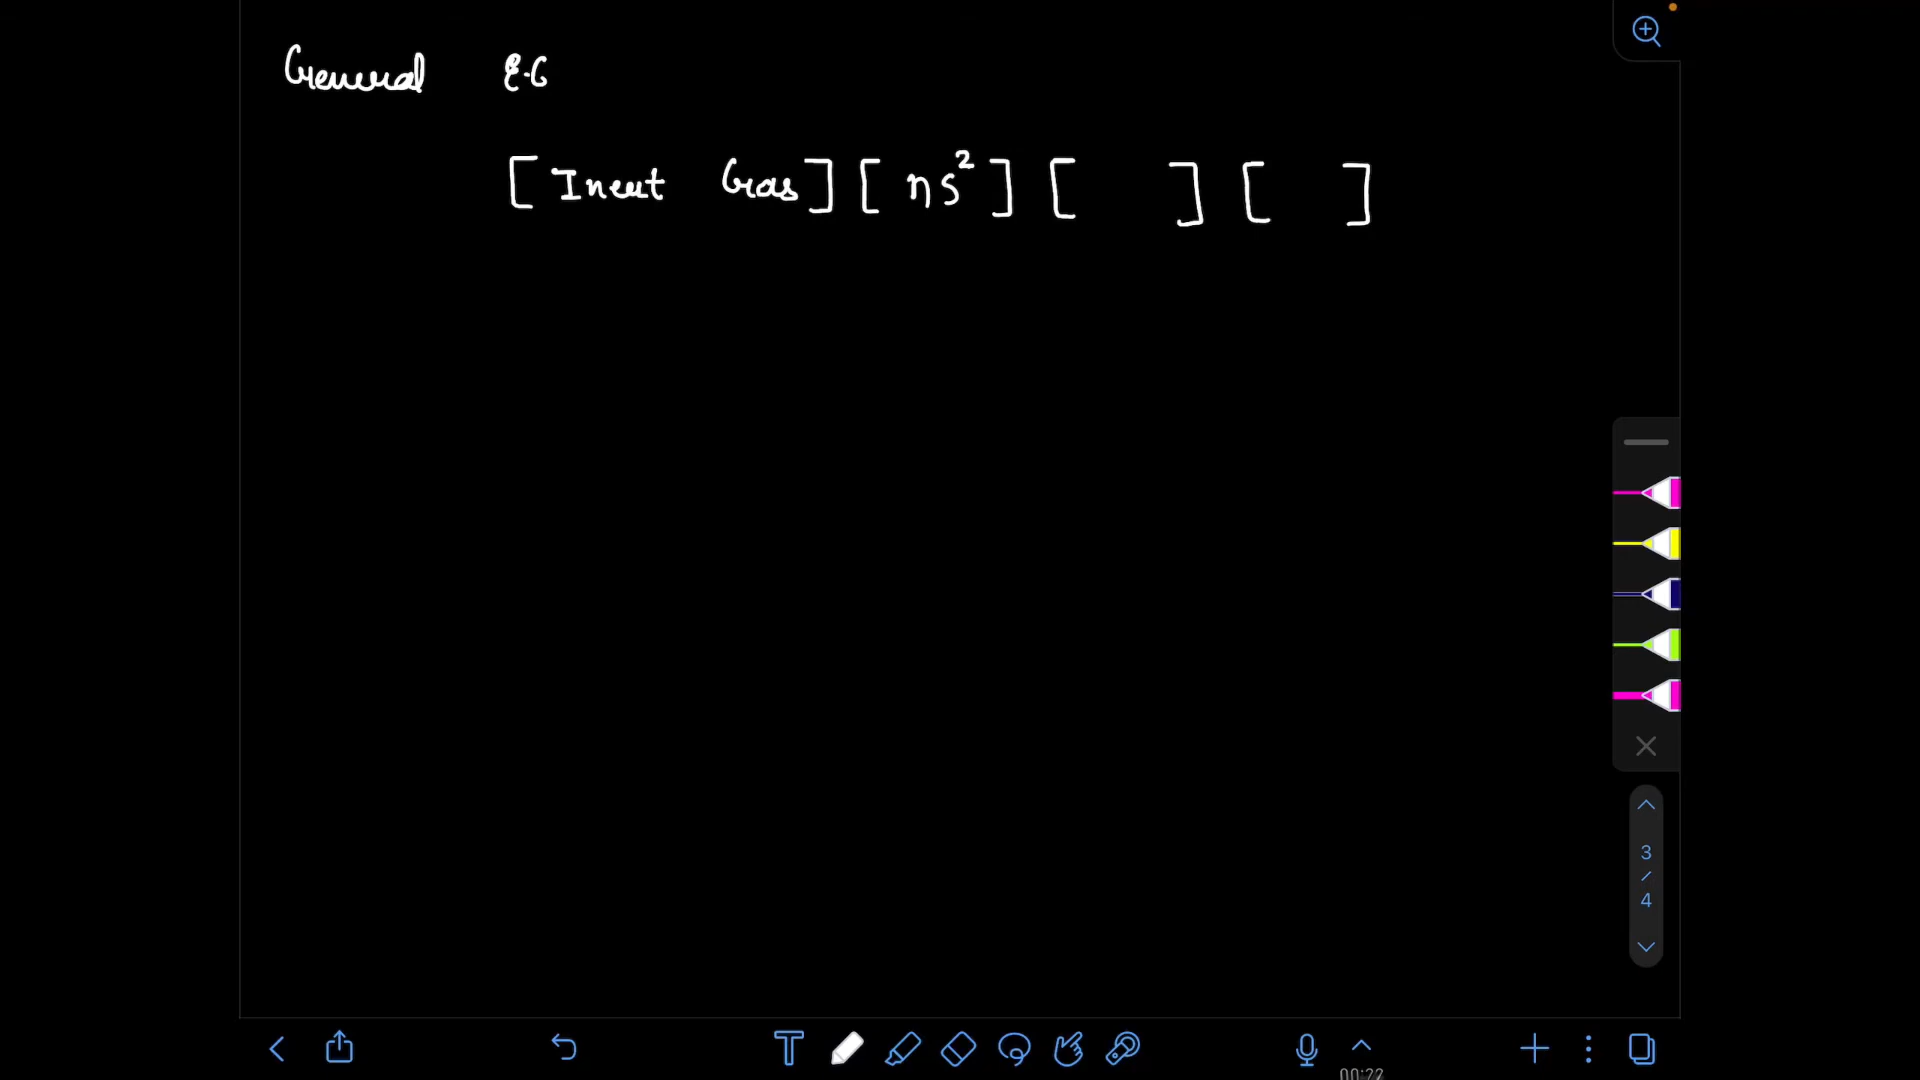 General E.C
[Inert Gas] [ns²] [ ] [ ]
3
/
4
T
00:22